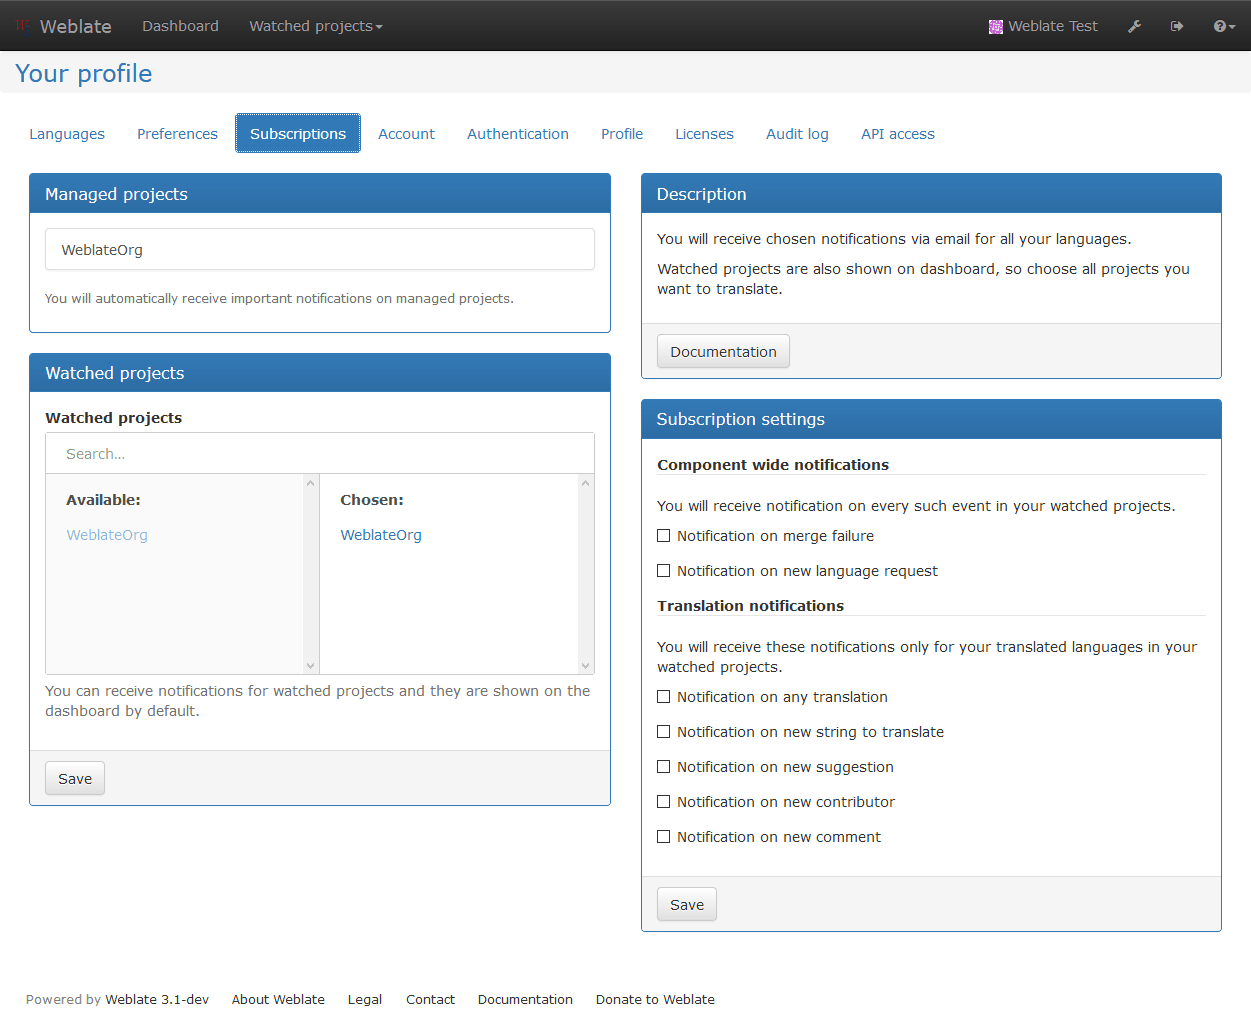 Weblate
Dashboard
Watched projects
Weblate Test
Your profile
Languages
Preferences
Subscriptions
Account
Authentication
Profile
Licenses
Audit log
API access
Managed projects
WeblateOrg
You will automatically receive important notifications on managed projects.
Watched projects
Watched projects
Search...
Available:
WeblateOrg
Chosen:
WeblateOrg
You can receive notifications for watched projects and they are shown on the
dashboard by default.
Save
Description
You will receive chosen notifications via email for all your languages.
Watched projects are also shown on dashboard, so choose all projects you
want to translate.
Documentation
Subscription settings
Component wide notifications
You will receive notification on every such event in your watched projects.
Notification on merge failure
Notification on new language request
Translation notifications
You will receive these notifications only for your translated languages in your
watched projects.
Notification on any translation
Notification on new string to translate
Notification on new suggestion
Notification on new contributor
Notification on new comment
Save
Powered by Weblate 3.1-dev
About Weblate
Legal
Contact
Documentation
Donate to Weblate